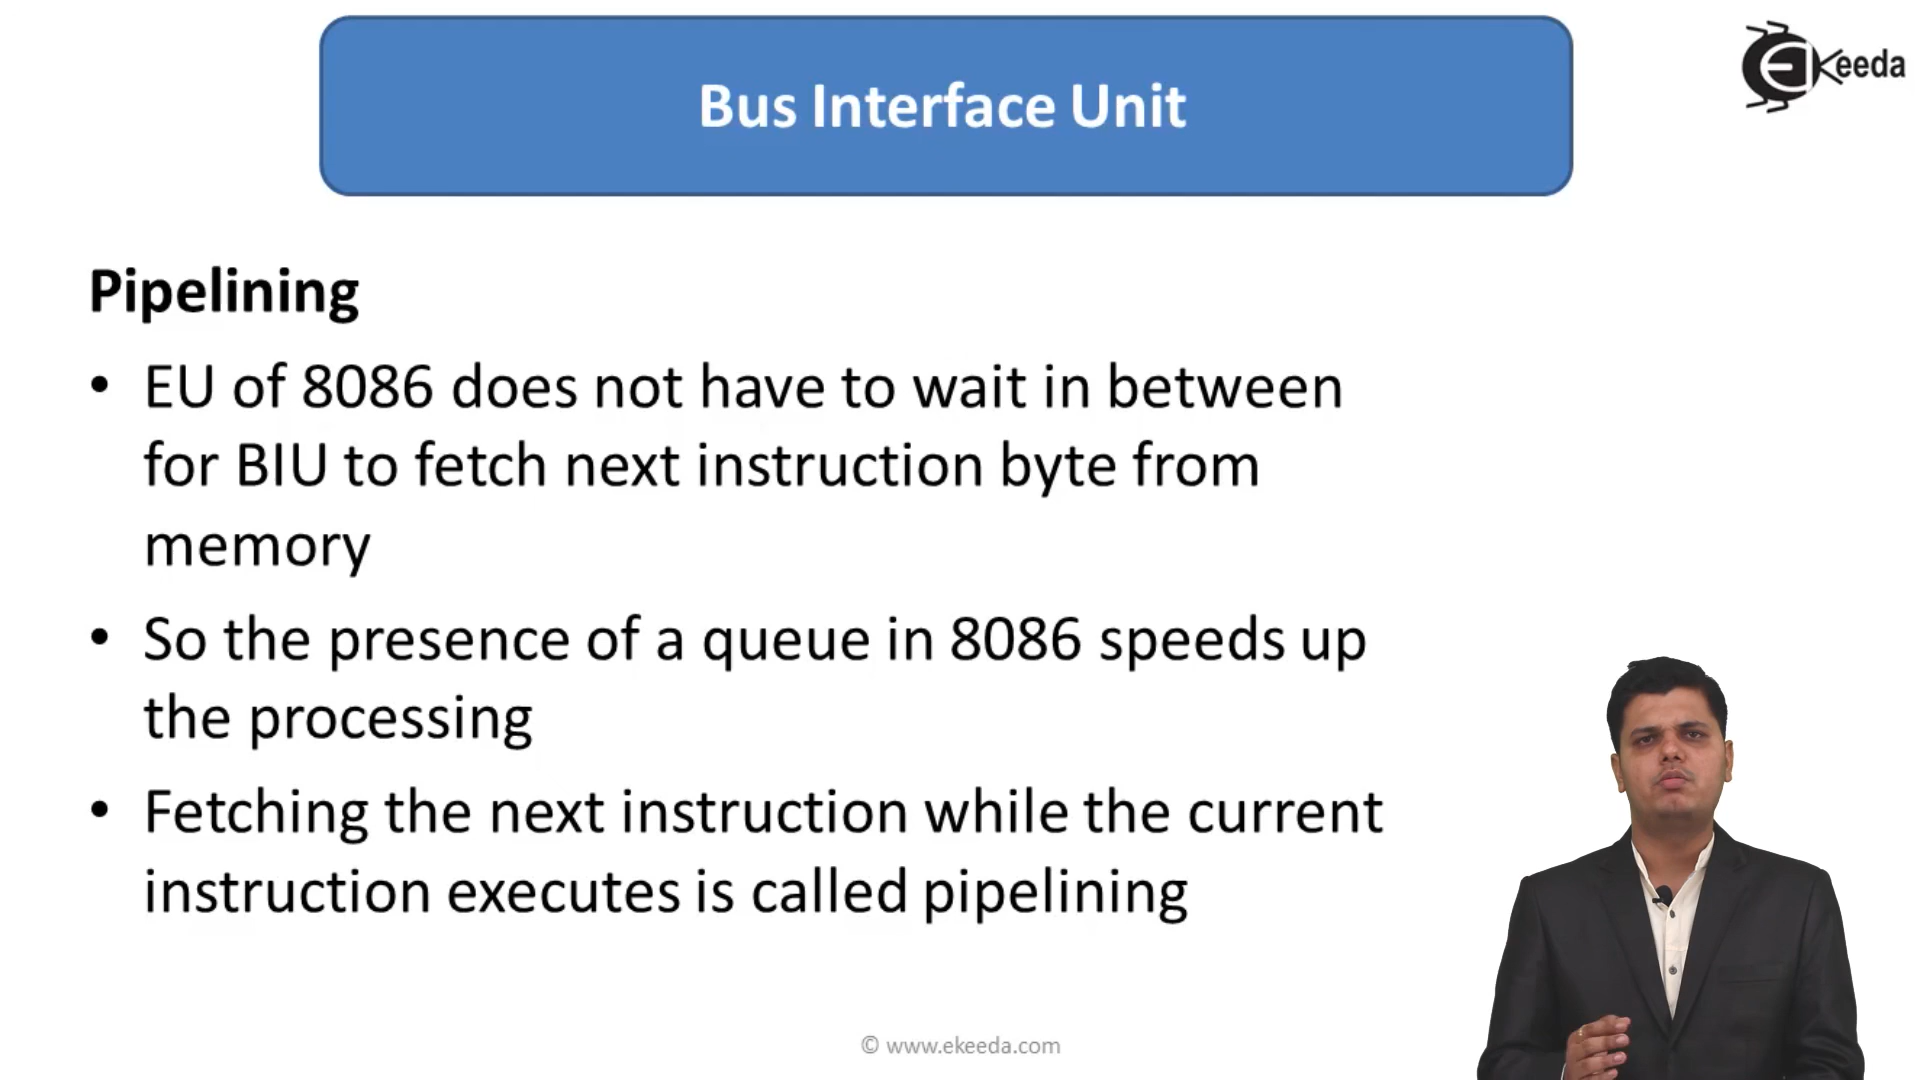 Bus Interface Unit
EKeeda
Pipelining
• EU of 8086 does not have to wait in between
for BIU to fetch next instruction byte from
memory
• So the presence of a queue in 8086 speeds up
the processing
• Fetching the next instruction while the current
instruction executes is called pipelining
© www.ekeeda.com